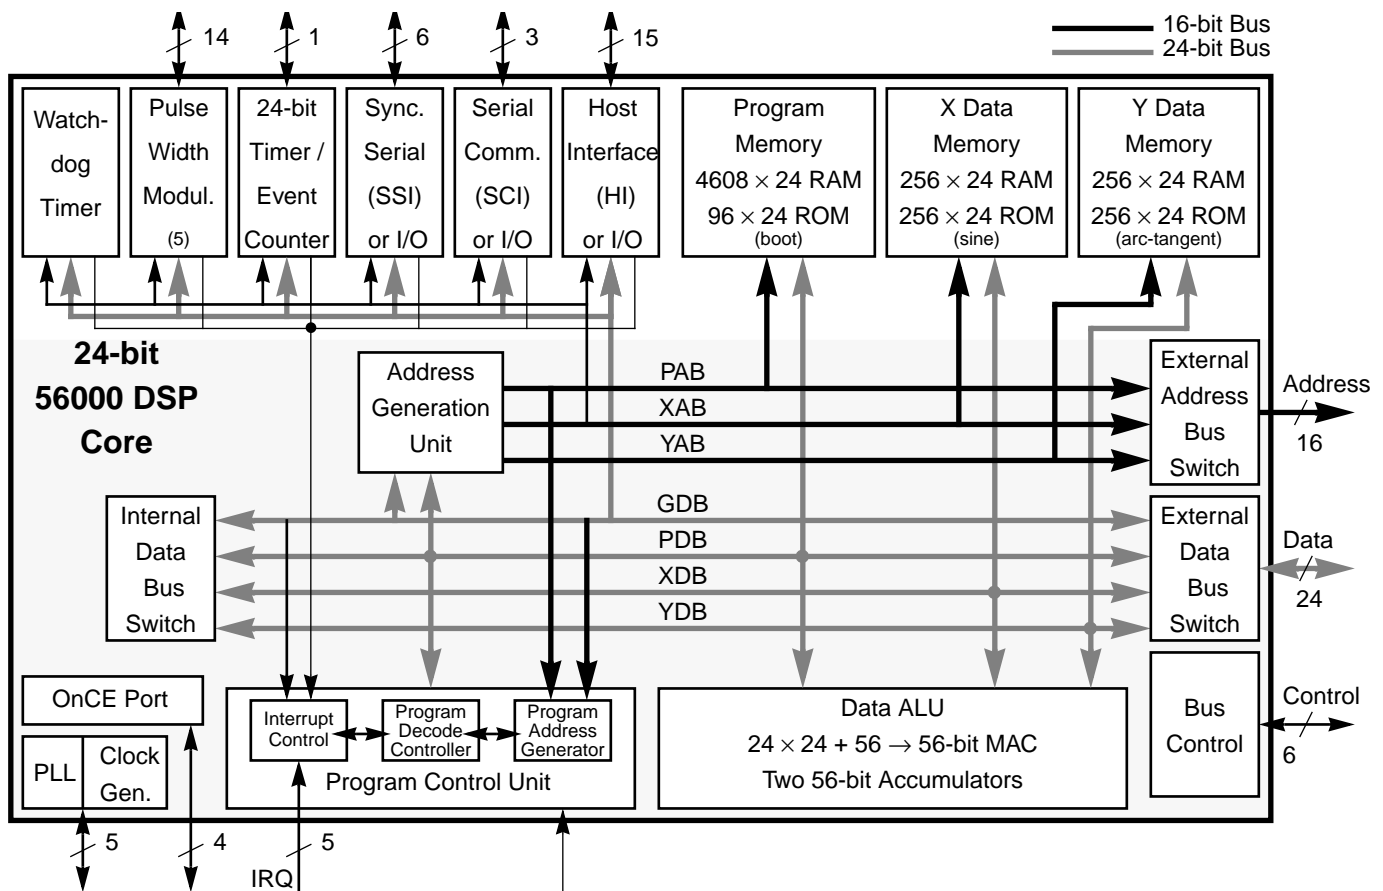 14
1
6
3
15
16-bit Bus
24-bit Bus
Watch-
dog
Timer
Pulse
Width
Modul.
(5)
24-bit
Timer /
Event
Counter
Sync.
Serial
(SSI)
or I/O
Serial
Comm.
(SCI)
or I/O
Host
Interface
(HI)
or I/O
Program
Memory
4608 × 24 RAM
96 × 24 ROM
(boot)
X Data
Memory
256 × 24 RAM
256 × 24 ROM
(sine)
Y Data
Memory
256 × 24 RAM
256 × 24 ROM
(arc-tangent)
24-bit
56000 DSP
Core
Address
Generation
Unit
PAB
XAB
YAB
External
Address
Bus
Switch
Address
16
Internal
Data
Bus
Switch
GDB
PDB
XDB
YDB
External
Data
Bus
Switch
Data
24
OnCE Port
PLL
Clock
Gen.
Interrupt
Control
Program
Decode
Controller
Program
Address
Generator
Program Control Unit
Data ALU
24 × 24 + 56 → 56-bit MAC
Two 56-bit Accumulators
Bus
Control
Control
6
5
4
5
IRQ